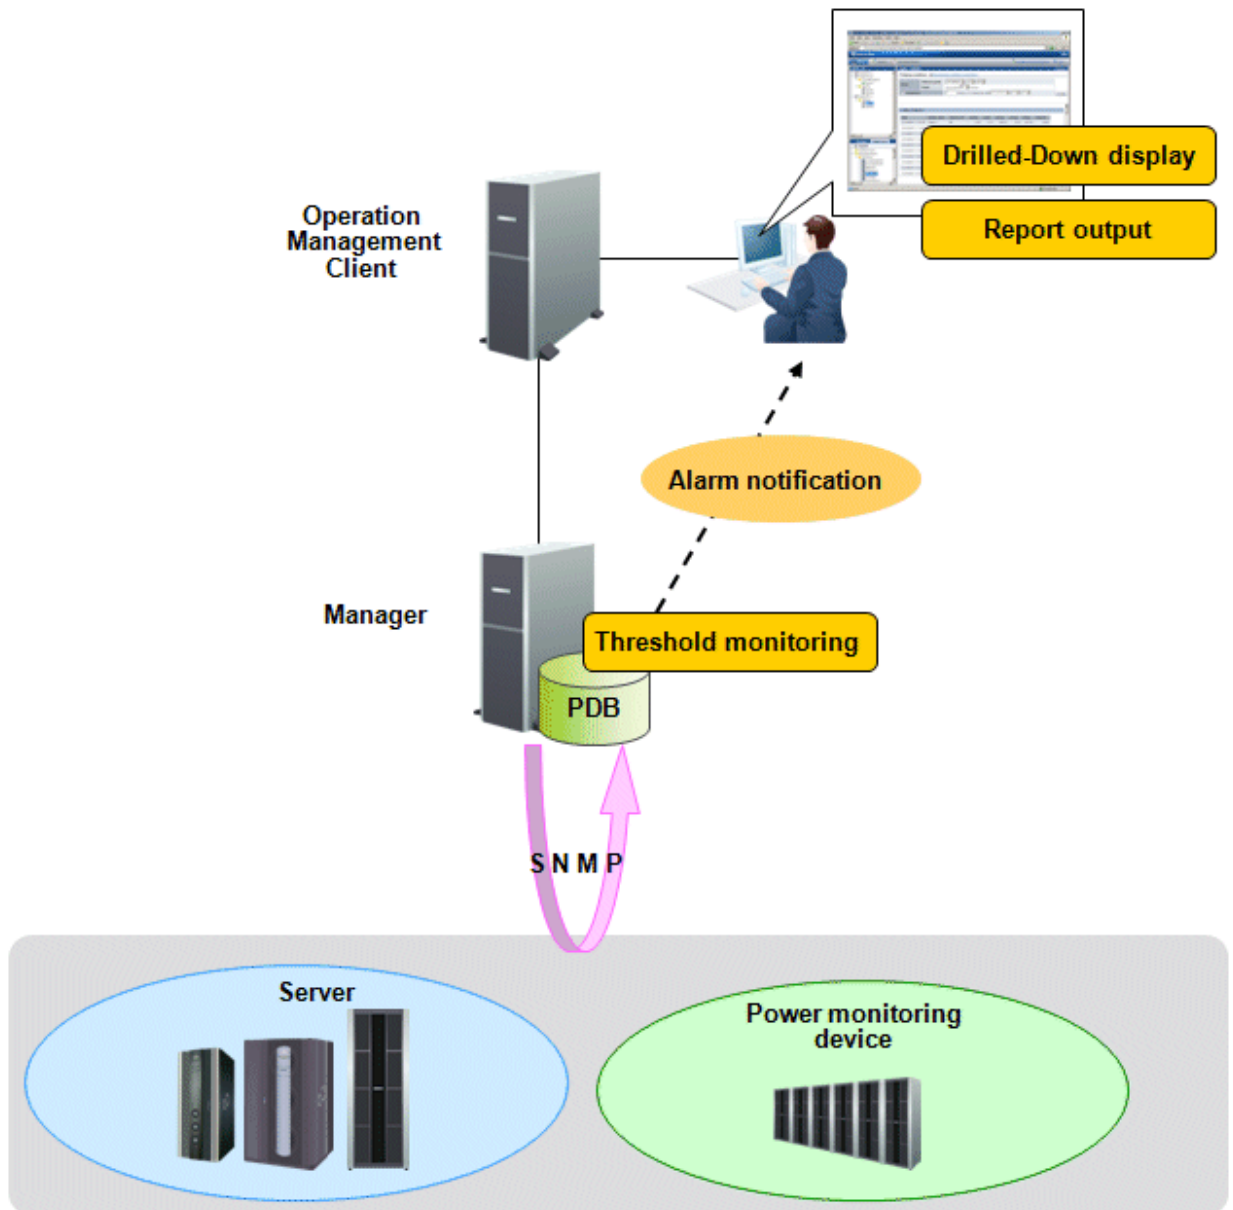 Drilled-Down display
Report output
Operation
Management
Client
Alarm notification
Manager
Threshold monitoring
PDB
S N M P
Server
Power monitoring
device